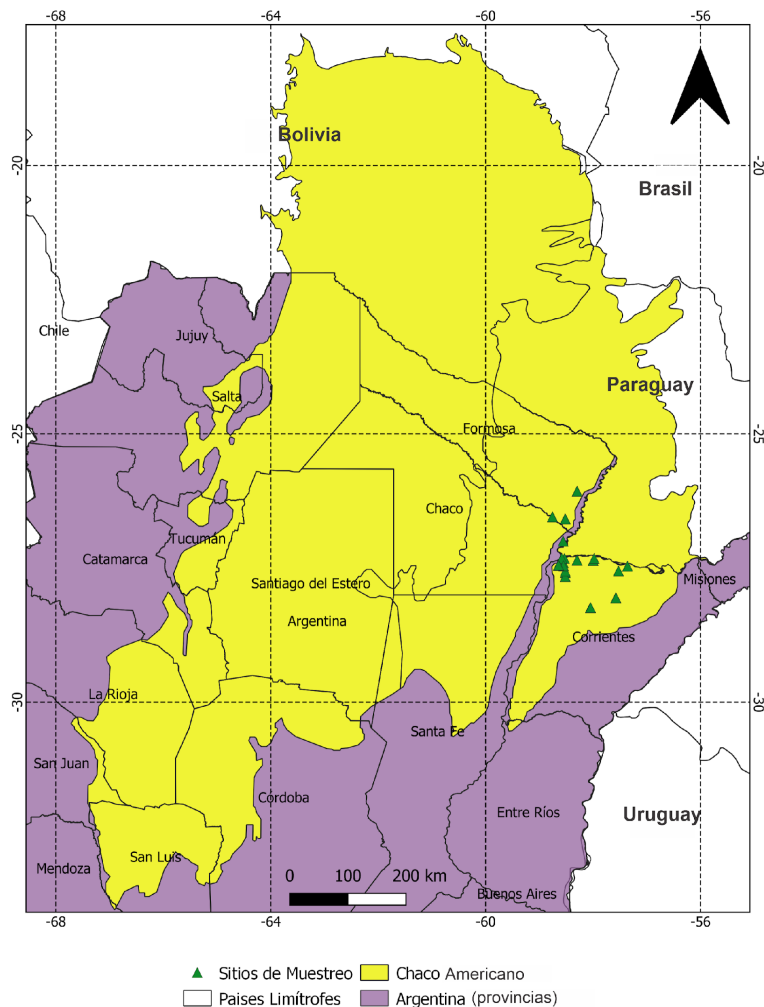 -68 -64 -60 -56
Bolivia
-20 -20
Brasil
Chile
Jujuy
Paraguay
Salta
-25 -25
Formosa
Chaco
Tucumán
Catamarca
Misiones
Santiago del Estero
Argentina
Corrientes
La Rioja
-30 -30
Santa Fe
San Juan
Córdoba
Entre Ríos
Uruguay
San Luis
Mendoza
0 100 200 km
Buenos Aires
-68 -64 -60 -56
Sitios de Muestreo Chaco Americano
Paises Limítrofes Argentina (provincias)